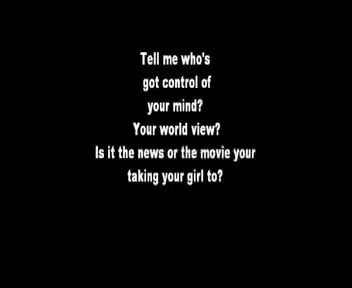 Tell me who's
got control of
your mind?
Your world view?
Is it the news or the movie your
taking your girl to?